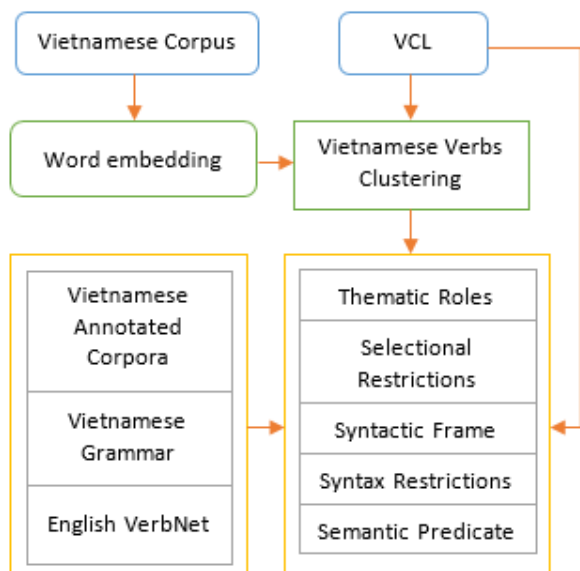 Vietnamese Corpus
VCL
Word embedding
Vietnamese Verbs
Clustering
Vietnamese
Annotated
Corpora
Vietnamese
Grammar
English VerbNet
Thematic Roles
Selectional
Restrictions
Syntactic Frame
Syntax Restrictions
Semantic Predicate